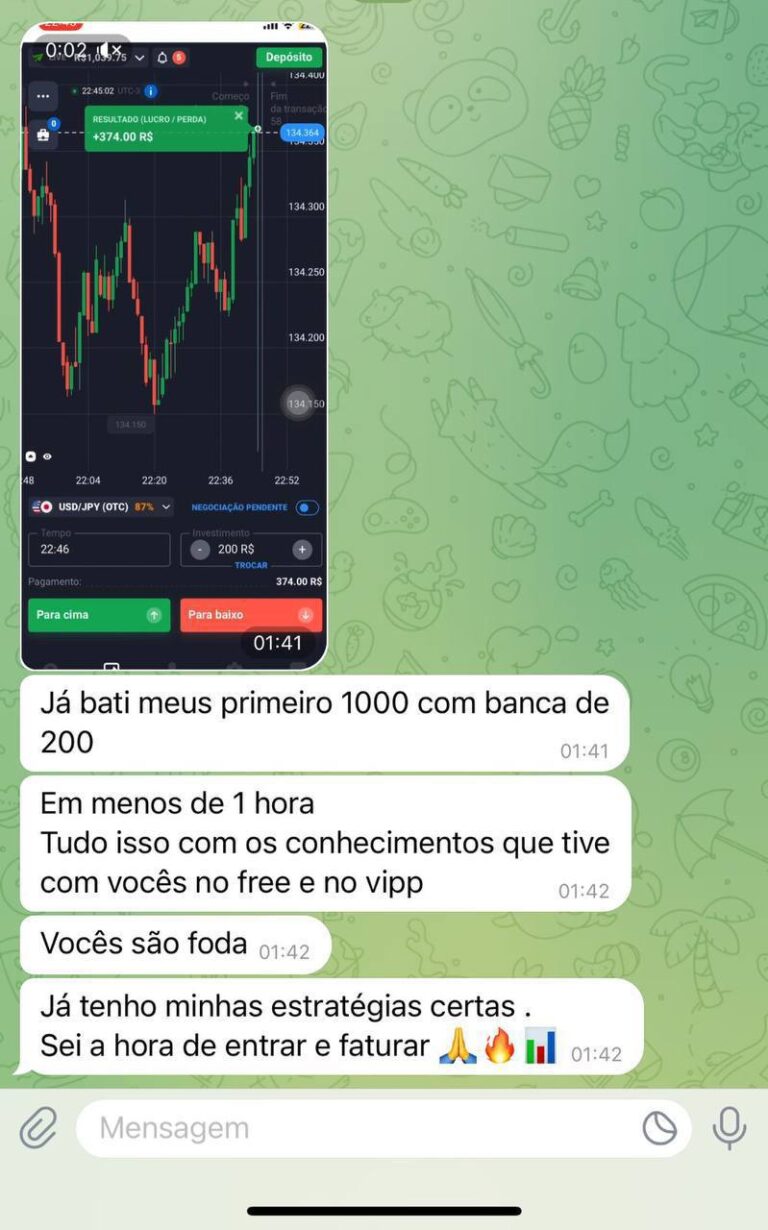 0:02
LIVE R$1,039.75
5
Depósito
134.400
22:45:02 UTC-3
Começo
Fim
da transação
58
0
RESULTADO (LUCRO / PERDA)
+374.00 R$
134.364
134.350
134.300
134.250
134.200
134.150
134.150
:48 22:04 22:20 22:36 22:52
USD/JPY (OTC) 87%
NEGOCIAÇÃO PENDENTE
Tempo
22:46
Investimento
- 200 R$ +
TROCAR
Pagamento: 374.00 R$
Para cima
Para baixo
01:41
Já bati meus primeiro 1000 com banca de
200
01:41
Em menos de 1 hora
Tudo isso com os conhecimentos que tive
com vocês no free e no vipp
01:42
Vocês são foda 01:42
Já tenho minhas estratégias certas .
Sei a hora de entrar e faturar 🙏🔥📊 01:42
Mensagem